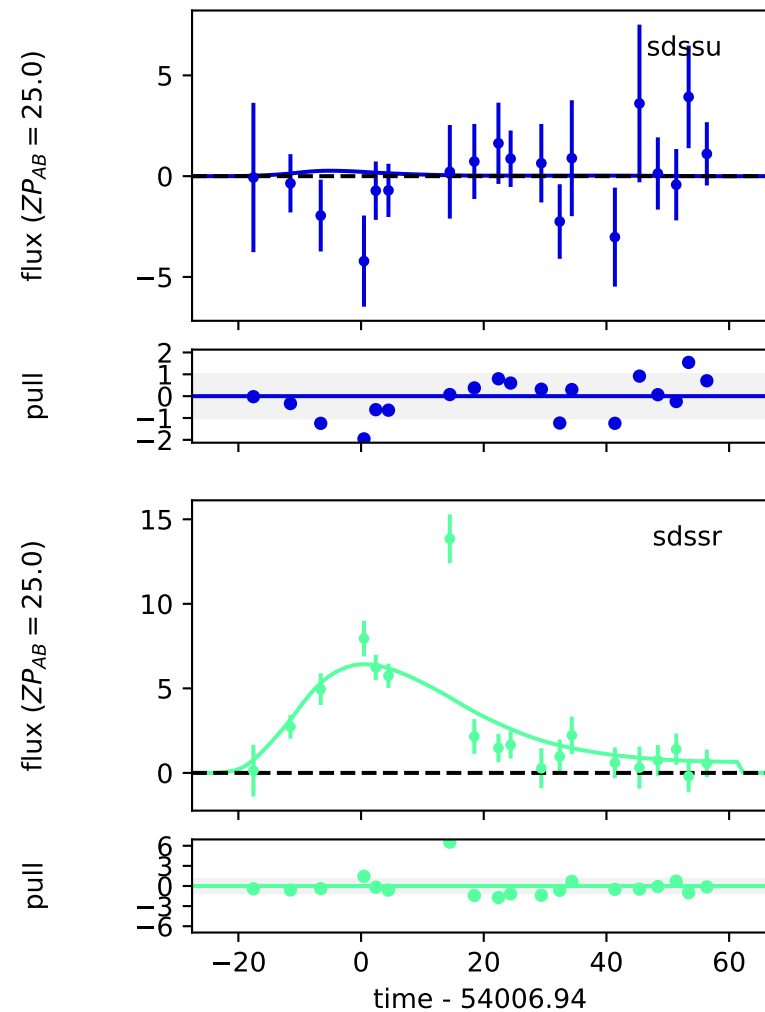 sdssu
flux (ZP_AB = 25.0)
5
0
−5
pull
2
1
0
−1
−2
sdssr
flux (ZP_AB = 25.0)
15
10
5
0
pull
6
3
0
−3
−6
−20 0 20 40 60
time - 54006.94